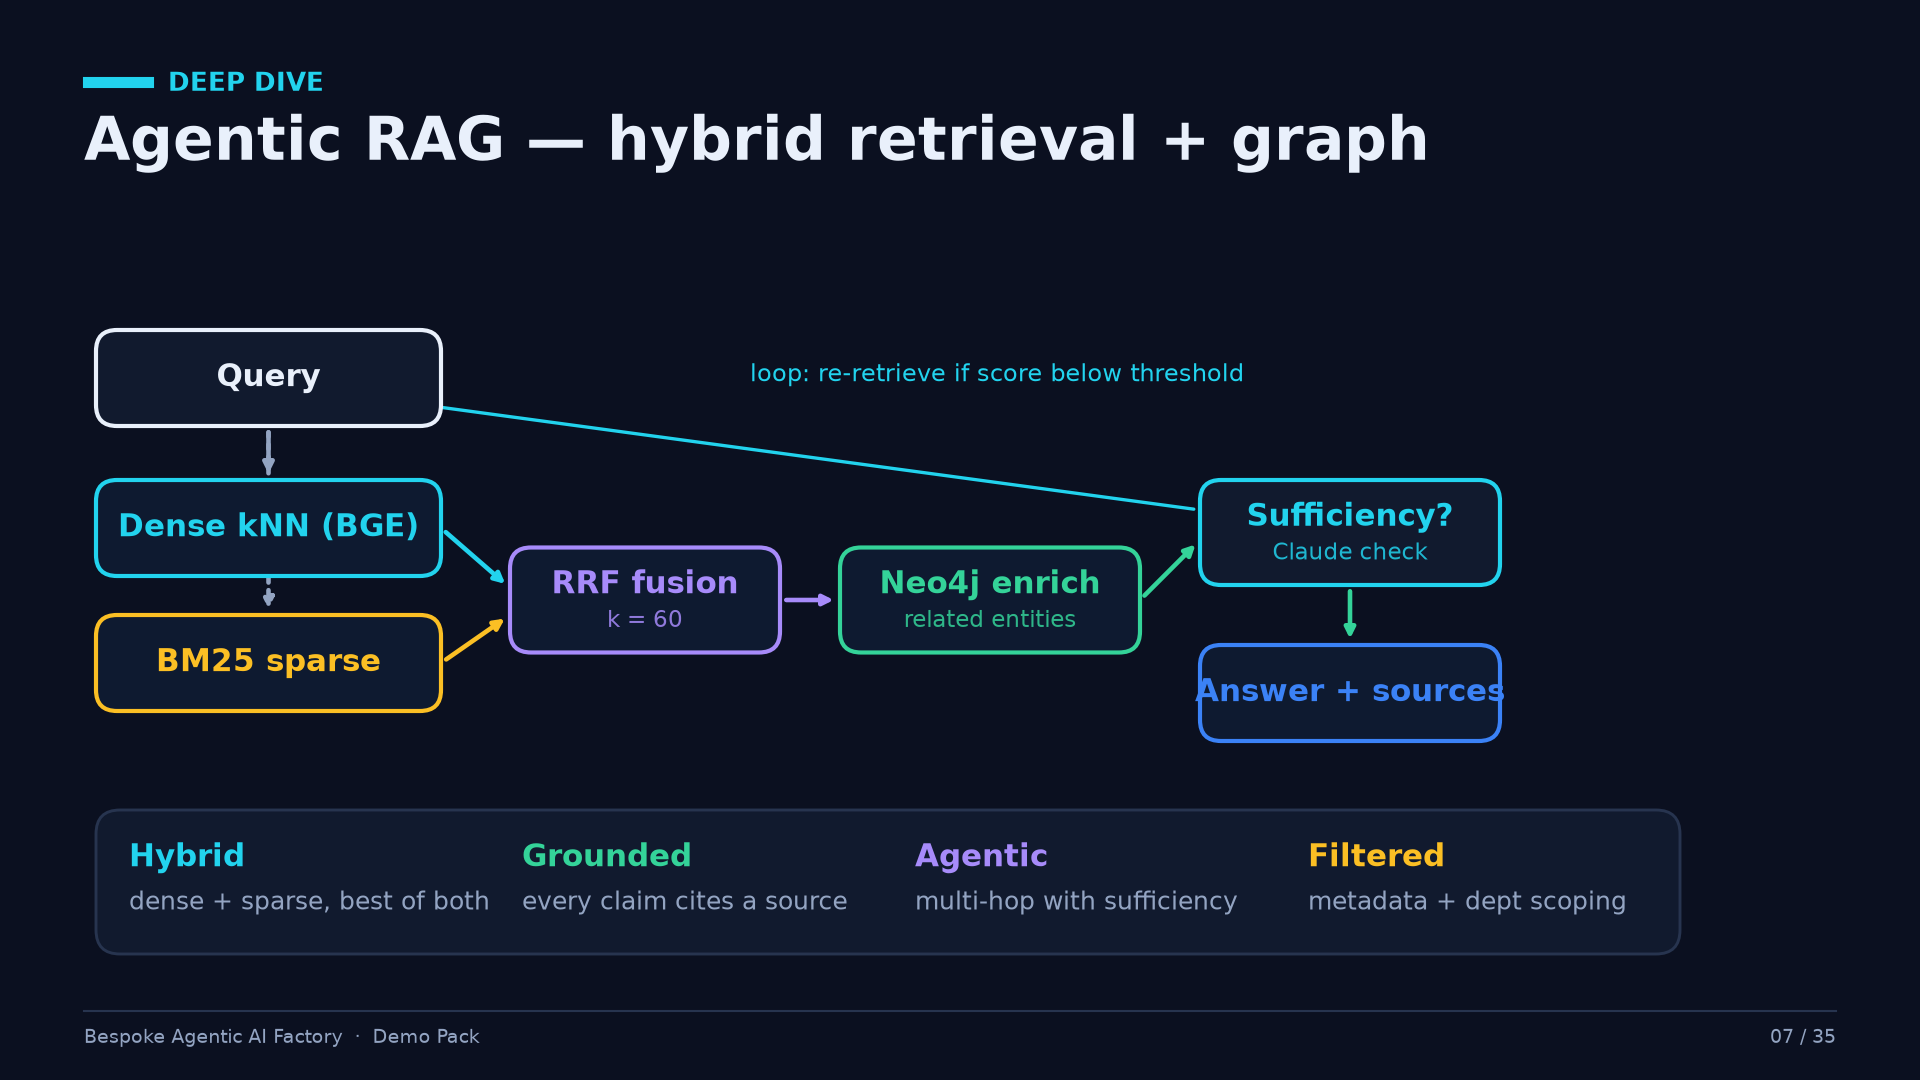 DEEP DIVE
Agentic RAG — hybrid retrieval + graph
Query
loop: re-retrieve if score below threshold
Dense kNN (BGE)
BM25 sparse
RRF fusion
k = 60
Neo4j enrich
related entities
Sufficiency?
Claude check
Answer + sources
Hybrid
dense + sparse, best of both
Grounded
every claim cites a source
Agentic
multi-hop with sufficiency
Filtered
metadata + dept scoping
Bespoke Agentic AI Factory · Demo Pack
07 / 35